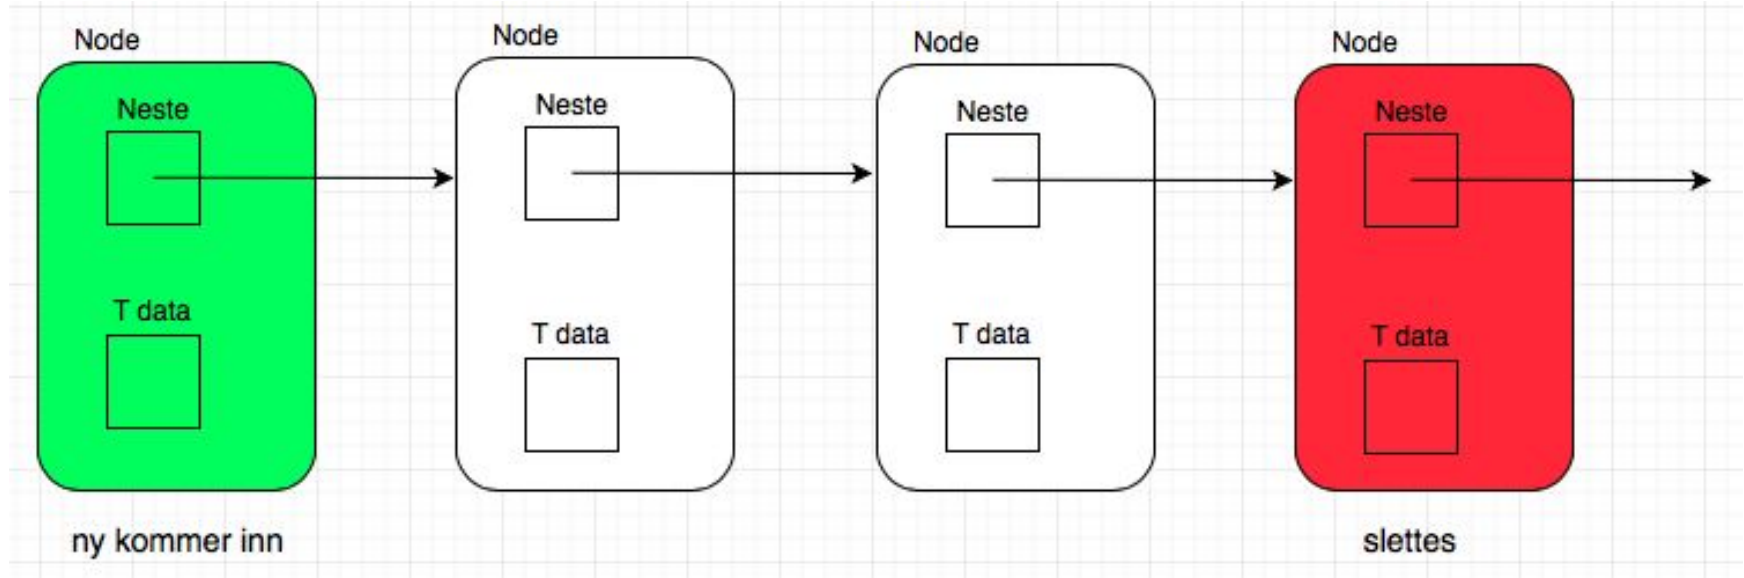 Node
Neste
T data
ny kommer inn
Node
Neste
T data
Node
Neste
T data
Node
Neste
T data
slettes